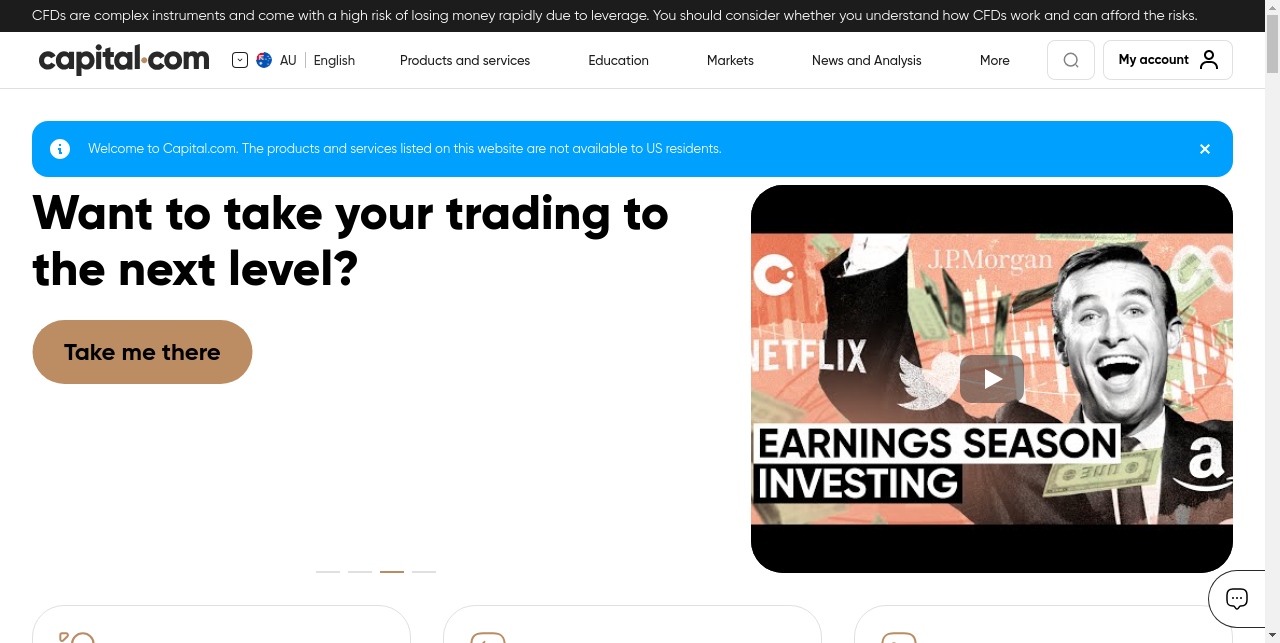 CFDs are complex instruments and come with a high risk of losing money rapidly due to leverage. You should consider whether you understand how CFDs work and can afford the risks.
capital.com
AU
English
Products and services
Education
Markets
News and Analysis
More
My account
Welcome to Capital.com. The products and services listed on this website are not available to US residents.
Want to take your trading to
the next level?
Take me there
J.P.Morgan
NETFLIX
EARNINGS SEASON
INVESTING